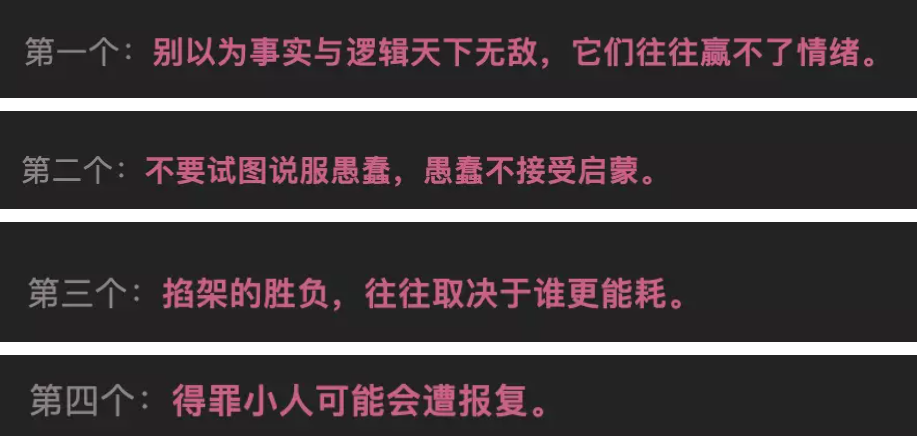 第一个：别以为事实与逻辑天下无敌，它们往往赢不了情绪。
第二个：不要试图说服愚蠢，愚蠢不接受启蒙。
第三个：掐架的胜负，往往取决于谁更能耗。
第四个：得罪小人可能会遭报复。